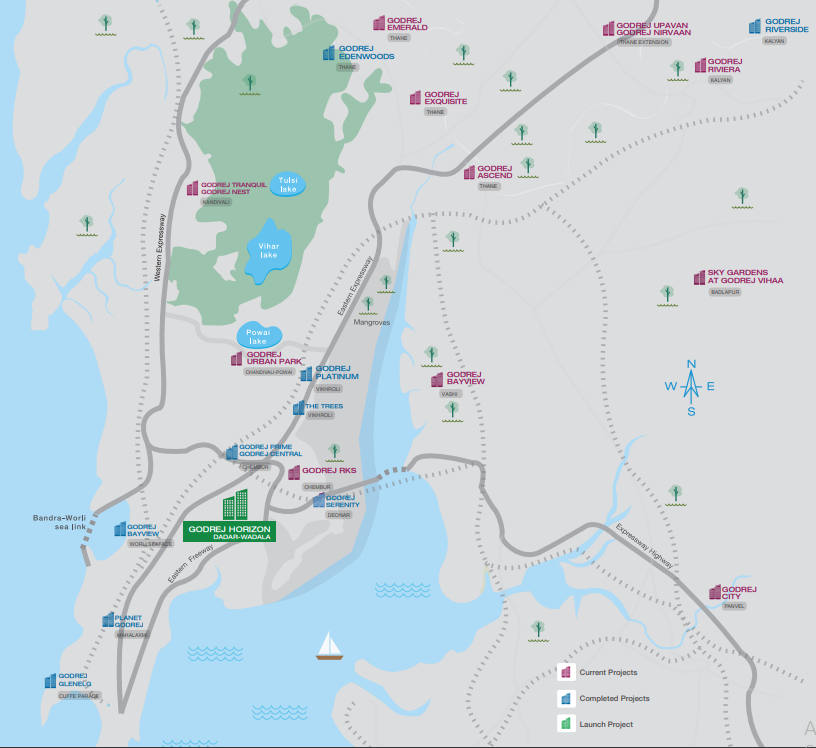 GODREJ
EMERALD
THANE
GODREJ
EDENWOODS
THANE
GODREJ UPAVAN
GODREJ NIRVAAN
THANE EXTENSION
GODREJ
RIVERSIDE
KALYAN
GODREJ
RIVIERA
KALYAN
GODREJ
EXQUISITE
THANE
GODREJ
ASCEND
THANE
GODREJ TRANQUIL
GODREJ NEST
KANDIVALI
Tulsi
lake
Vihar
lake
Western Expressway
Eastern Expressway
Mangroves
SKY GARDENS
AT GODREJ VIHAA
BADLAPUR
Powai
lake
GODREJ
URBAN PARK
CHANDIVALI-POWAI
GODREJ
PLATINUM
VIKHROLI
THE TREES
VIKHROLI
GODREJ
BAYVIEW
VASHI
N
W E
S
GODREJ PRIME
GODREJ CENTRAL
CHEMBUR
GODREJ RKS
CHEMBUR
GODREJ
SERENITY
DEONAR
GODREJ HORIZON
DADAR-WADALA
Bandra-Worli
sea link
GODREJ
BAYVIEW
WORLI SEAFACE
Eastern Freeway
Expressway Highway
PLANET
GODREJ
MAHALAXMI
GODREJ
CITY
PANVEL
GODREJ
GLENELG
CUFFE PARADE
Current Projects
Completed Projects
Launch Project
A